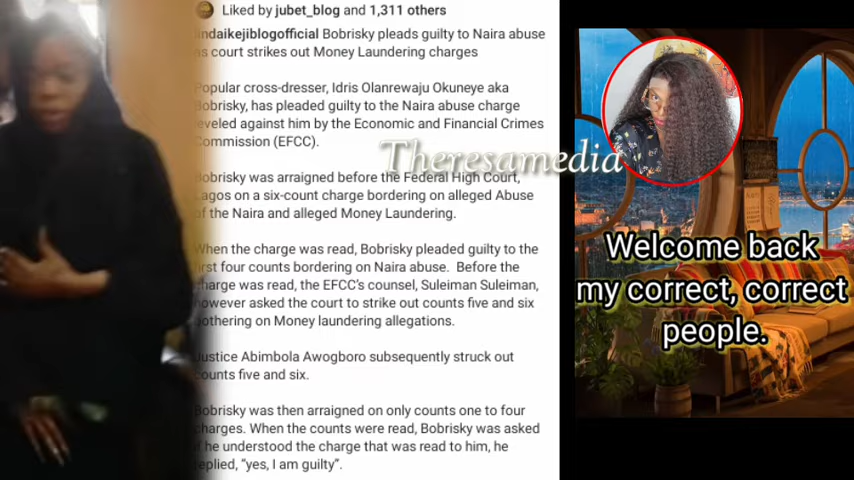 Liked by jubet_blog and 1,311 others
indaikejiblogofficial Bobrisky pleads guilty to Naira abuse
as court strikes out Money Laundering charges
Popular cross-dresser, Idris Olanrewaju Okuneye aka
Bobrisky, has pleaded guilty to the Naira abuse charge
leveled against him by the Economic and Financial Crimes
Commission (EFCC).
Theresamedia
Bobrisky was arraigned before the Federal High Court,
Lagos on a six-count charge bordering on alleged Abuse
of the Naira and alleged Money Laundering.
When the charge was read, Bobrisky pleaded guilty to the
first four counts bordering on Naira abuse. Before the
charge was read, the EFCC's counsel, Suleiman Suleiman,
however asked the court to strike out counts five and six
bothering on Money laundering allegations.
Justice Abimbola Awogboro subsequently struck out
counts five and six.
Bobrisky was then arraigned on only counts one to four
charges. When the counts were read, Bobrisky was asked
if he understood the charge that was read to him, he
replied, "yes, I am guilty".
Welcome back
my correct, correct
people.